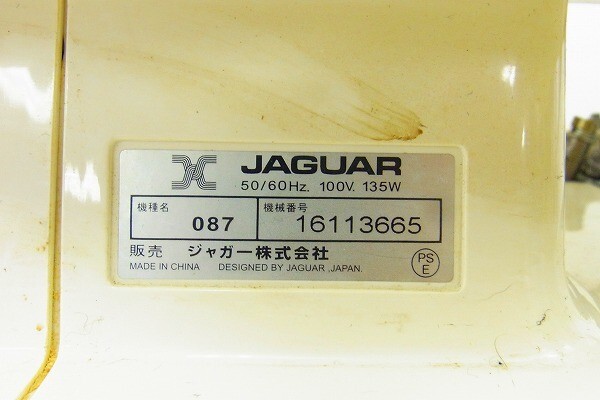 JAGUAR
50/60Hz. 100V. 135W
機種名 087 機械番号 16113665
販売 ジャガー株式会社
MADE IN CHINA DESIGNED BY JAGUAR ,JAPAN.
PS
E